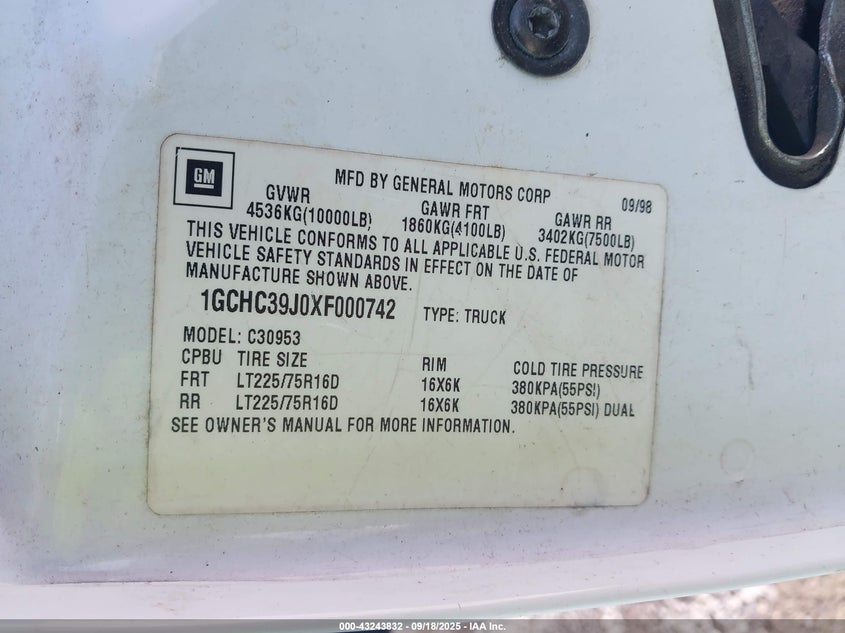 GM
MFD BY GENERAL MOTORS CORP 09/98
GVWR GAWR FRT GAWR RR
4536KG(10000LB) 1860KG(4100LB) 3402KG(7500LB)
THIS VEHICLE CONFORMS TO ALL APPLICABLE U.S. FEDERAL MOTOR
VEHICLE SAFETY STANDARDS IN EFFECT ON THE DATE OF
MANUFACTURE SHOWN ABOVE.
1GCHC39J0XF000742 TYPE: TRUCK
MODEL: C30953
CPBU TIRE SIZE RIM COLD TIRE PRESSURE
FRT LT225/75R16D 16X6K 380KPA(55PSI)
RR LT225/75R16D 16X6K 380KPA(55PSI) DUAL
SEE OWNER'S MANUAL FOR MORE INFORMATION.
000-43243832 - 09/18/2025 - IAA Inc.